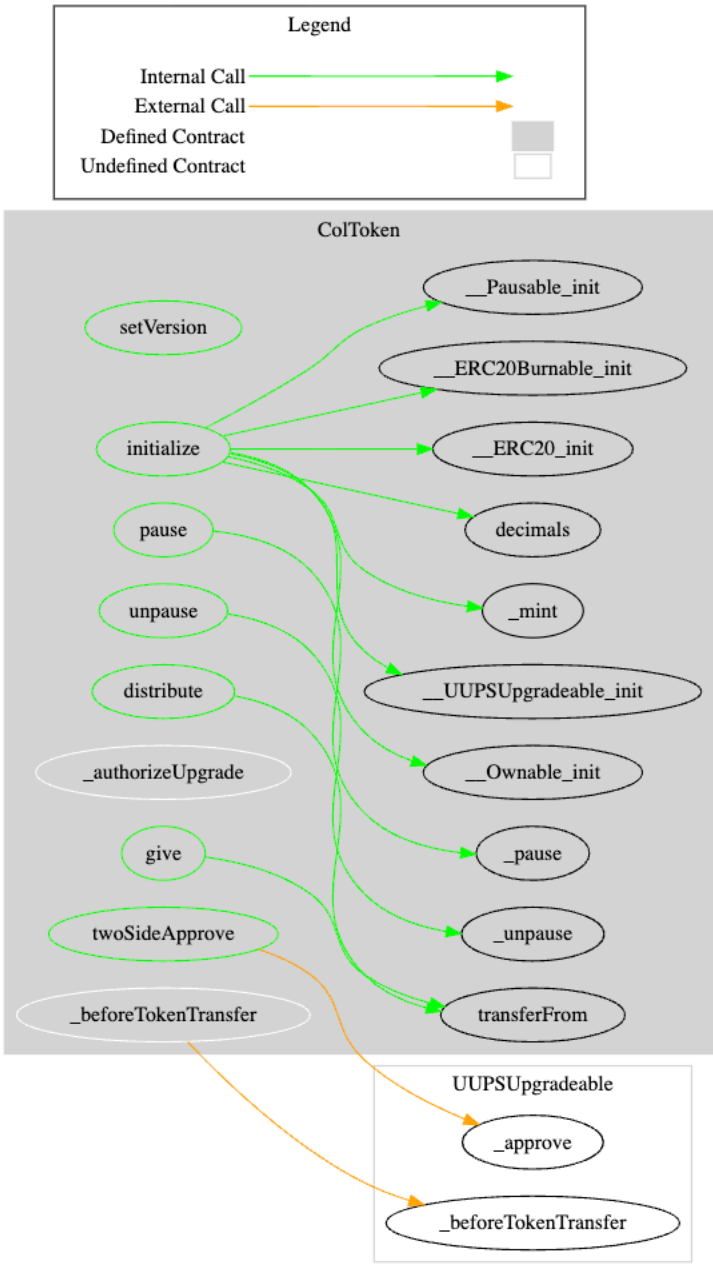 Legend
Internal Call
External Call
Defined Contract
Undefined Contract
ColToken
__Pausable_init
setVersion
__ERC20Burnable_init
initialize
__ERC20_init
pause
decimals
unpause
_mint
distribute
__UUPSUpgradeable_init
_authorizeUpgrade
__Ownable_init
give
_pause
twoSideApprove
_unpause
_beforeTokenTransfer
transferFrom
UUPSUpgradeable
_approve
_beforeTokenTransfer